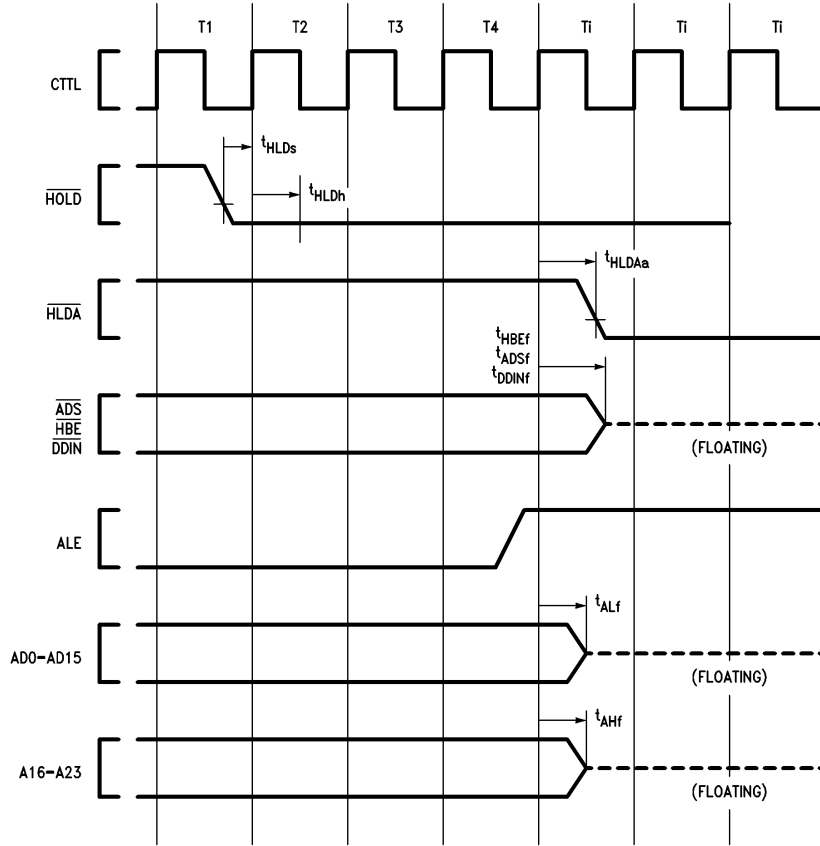 T1 T2 T3 T4 Ti Ti Ti
CTTL
tHLDs
HOLD
tHLDh
tHLDAa
HLDA
tHBEf
tADSf
tDDINf
ADS
HBE
DDIN
(FLOATING)
ALE
tALf
AD0-AD15
(FLOATING)
tAHf
A16-A23
(FLOATING)